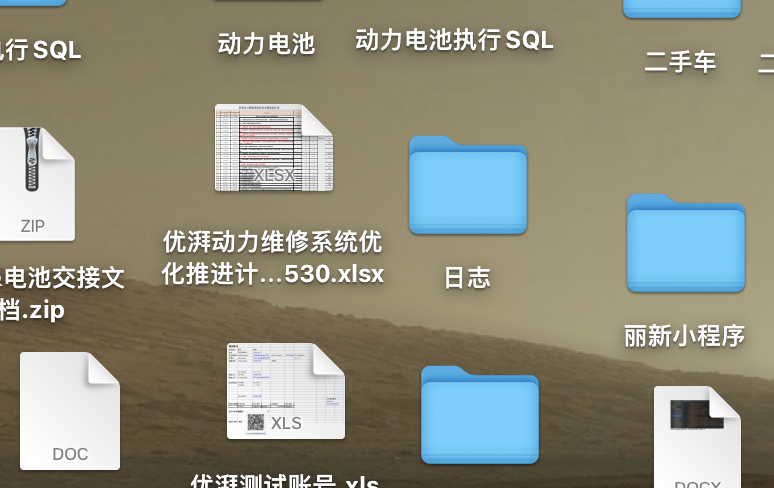 执行 SQL
动力电池
动力电池执行 SQL
二手车
二
ZIP
电池交接文
档.zip
XLSX
优湃动力维修系统优
化推进计...530.xlsx
日志
丽新小程序
DOC
XLS
优湃测试账号.xls
DOCX